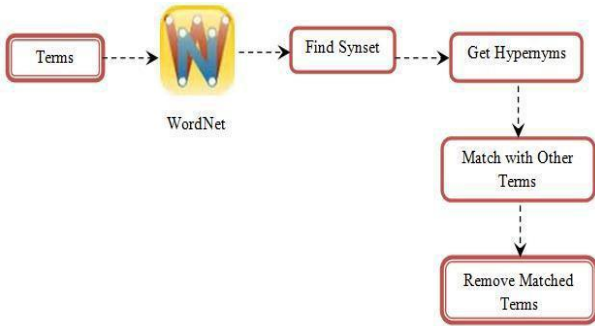 Terms
WordNet
Find Synset
Get Hypernyms
Match with Other
Terms
Remove Matched
Terms